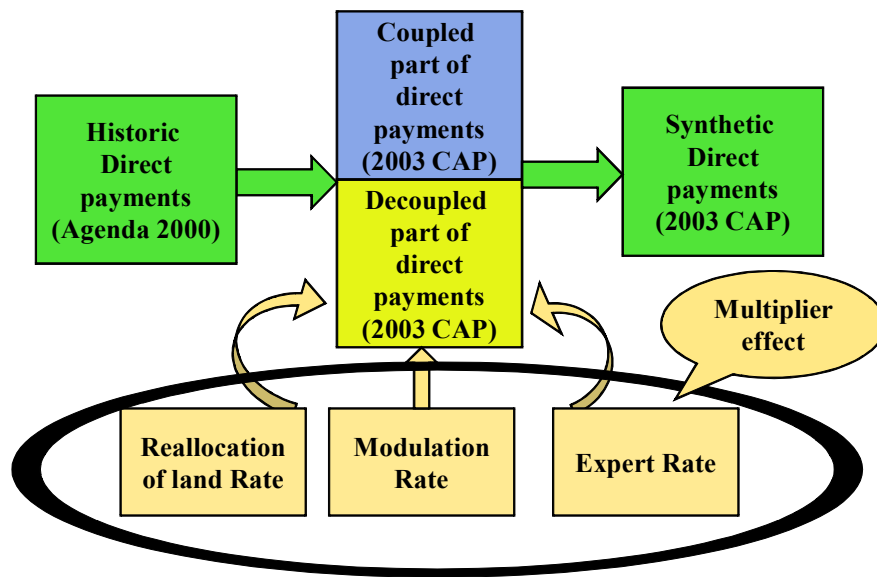 Historic
Direct
payments
(Agenda 2000)
Coupled
part of
direct
payments
(2003 CAP)
Decoupled
part of
direct
payments
(2003 CAP)
Synthetic
Direct
payments
(2003 CAP)
Multiplier
effect
Reallocation
of land Rate
Modulation
Rate
Expert Rate